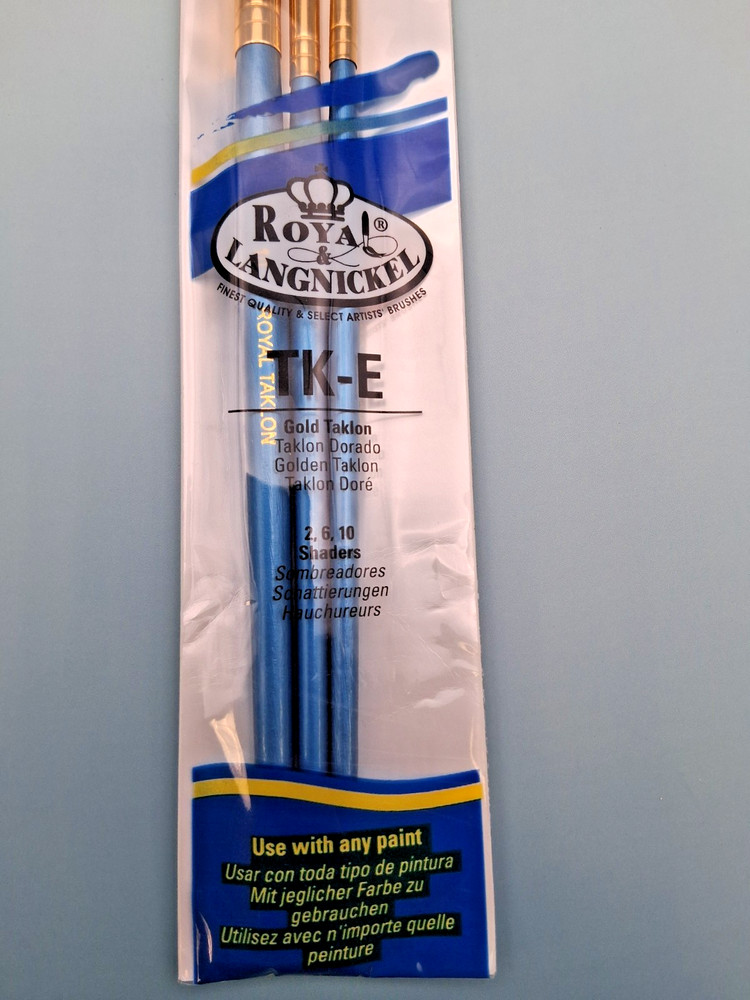 ROYAL®
&
LANGNICKEL
FINEST QUALITY & SELECT ARTISTS' BRUSHES
ROYAL TAKLON
TK-E
Gold Taklon
Taklon Dorado
Golden Taklon
Taklon Doré
2, 6, 10
Shaders
Sombreadores
Schattierungen
Hauchureurs
Use with any paint
Usar con toda tipo de pintura
Mit jeglicher Farbe zu
gebrauchen
Utilisez avec n'importe quelle
peinture